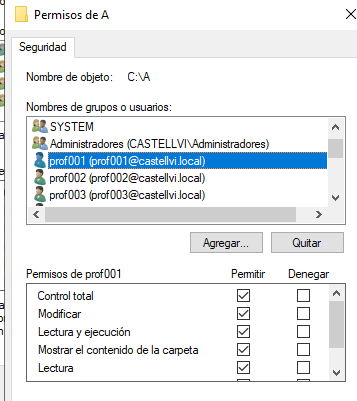 Permisos de A
Seguridad
Nombre de objeto: C:\A
Nombres de grupos o usuarios:
SYSTEM
Administradores (CASTELLVI\Administradores)
prof001 (prof001@castellvi.local)
prof002 (prof002@castellvi.local)
prof003 (prof003@castellvi.local)
Agregar... Quitar
Permisos de prof001 Permitir Denegar
Control total
Modificar
Lectura y ejecución
Mostrar el contenido de la carpeta
Lectura